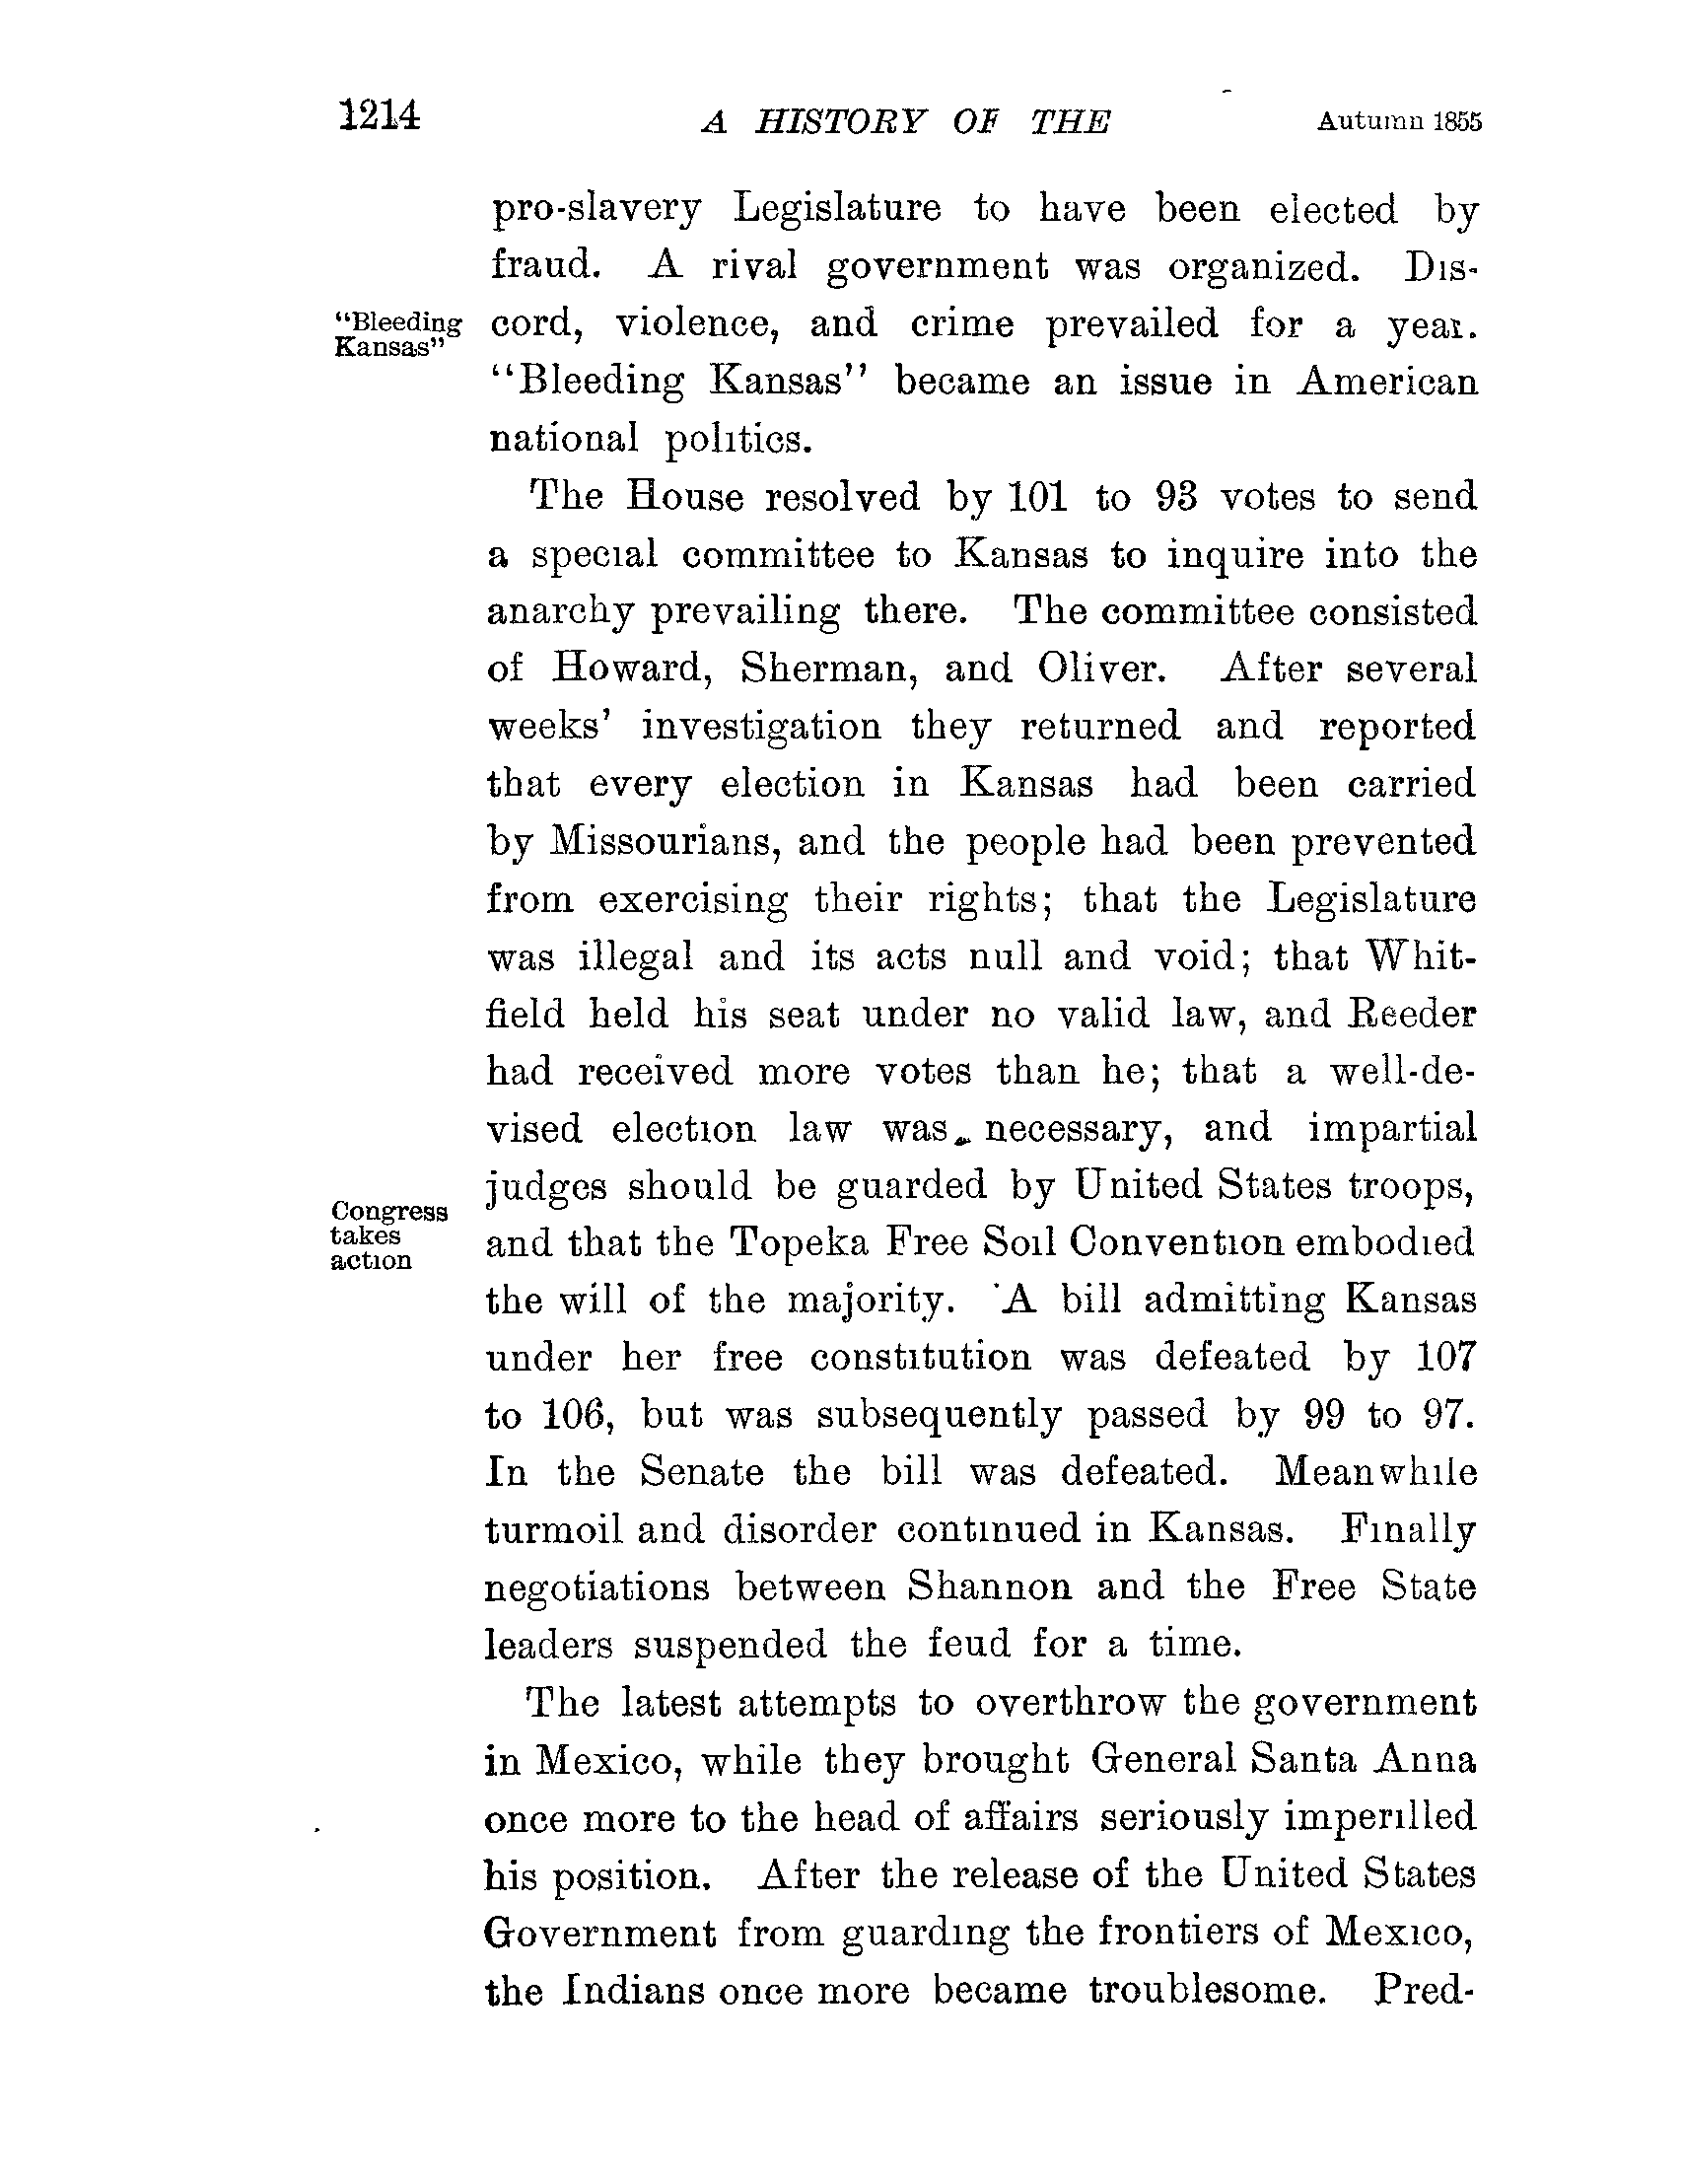 1214 A HISTORY OF THE Autumn 1855
pro-slavery Legislature to have been elected by
fraud. A rival government was organized. Dis-
"Bleeding
Kansas"
cord, violence, and crime prevailed for a year.
"Bleeding Kansas" became an issue in American
national politics.
The House resolved by 101 to 93 votes to send
a special committee to Kansas to inquire into the
anarchy prevailing there. The committee consisted
of Howard, Sherman, and Oliver. After several
weeks' investigation they returned and reported
that every election in Kansas had been carried
by Missourians, and the people had been prevented
from exercising their rights; that the Legislature
was illegal and its acts null and void; that Whit-
field held his seat under no valid law, and Reeder
had received more votes than he; that a well-de-
vised election law was necessary, and impartial
judges should be guarded by United States troops,
Congress
takes
action
and that the Topeka Free Soil Convention embodied
the will of the majority. A bill admitting Kansas
under her free constitution was defeated by 107
to 106, but was subsequently passed by 99 to 97.
In the Senate the bill was defeated. Meanwhile
turmoil and disorder continued in Kansas. Finally
negotiations between Shannon and the Free State
leaders suspended the feud for a time.
The latest attempts to overthrow the government
in Mexico, while they brought General Santa Anna
once more to the head of affairs seriously imperilled
his position. After the release of the United States
Government from guarding the frontiers of Mexico,
the Indians once more became troublesome. Pred-